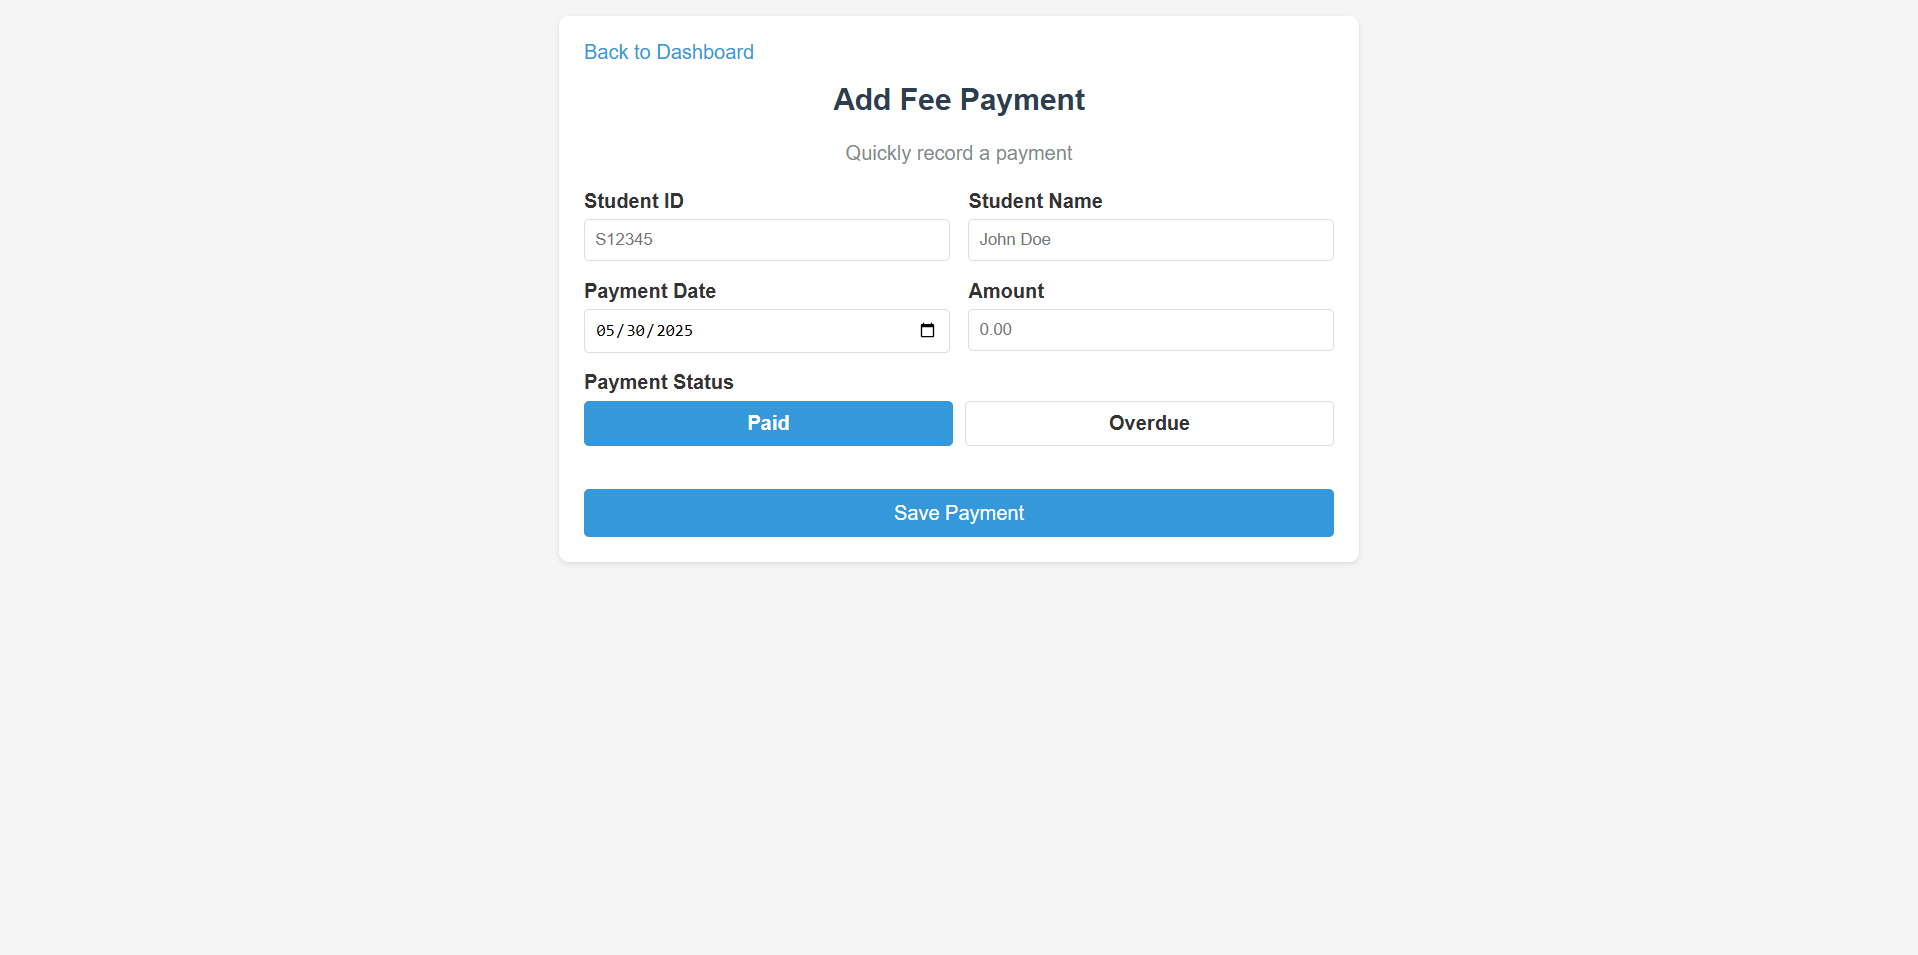 Back to Dashboard
Add Fee Payment
Quickly record a payment
Student ID
Student Name
S12345
John Doe
Payment Date
Amount
05/30/2025
0.00
Payment Status
Paid
Overdue
Save Payment